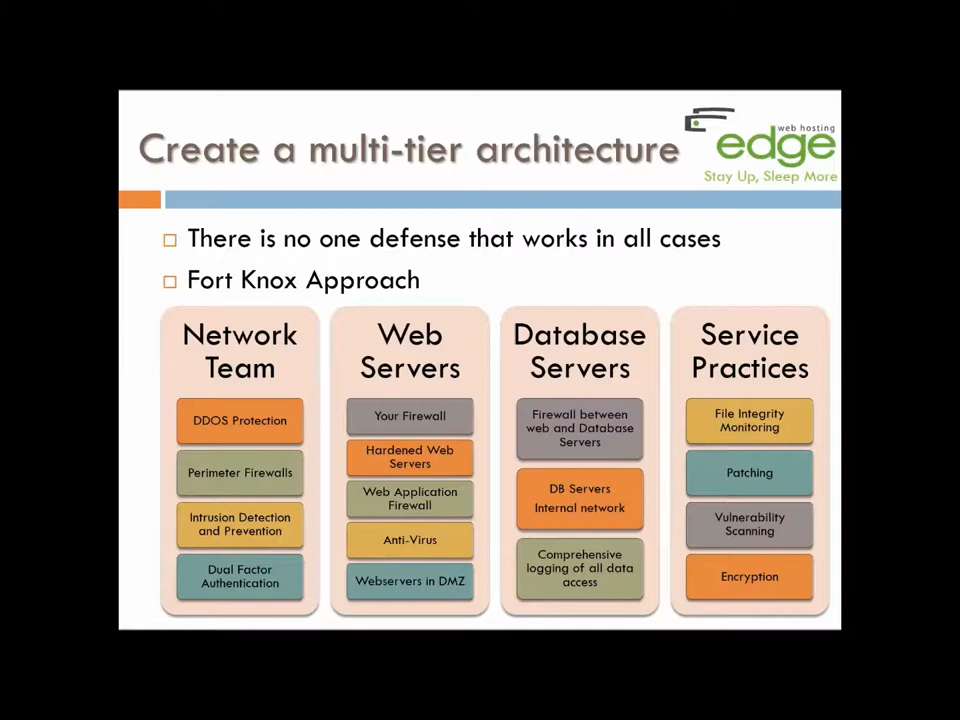 Create a multi-tier architecture
web hosting
edge
Stay Up, Sleep More
There is no one defense that works in all cases
Fort Knox Approach
Network
Team
DDOS Protection
Perimeter Firewalls
Intrusion Detection
and Prevention
Dual Factor
Authentication
Web
Servers
Your Firewall
Hardened Web
Servers
Web Application
Firewall
Anti-Virus
Webservers in DMZ
Database
Servers
Firewall between
web and Database
Servers
DB Servers
Internal network
Comprehensive
logging of all data
access
Service
Practices
File Integrity
Monitoring
Patching
Vulnerability
Scanning
Encryption